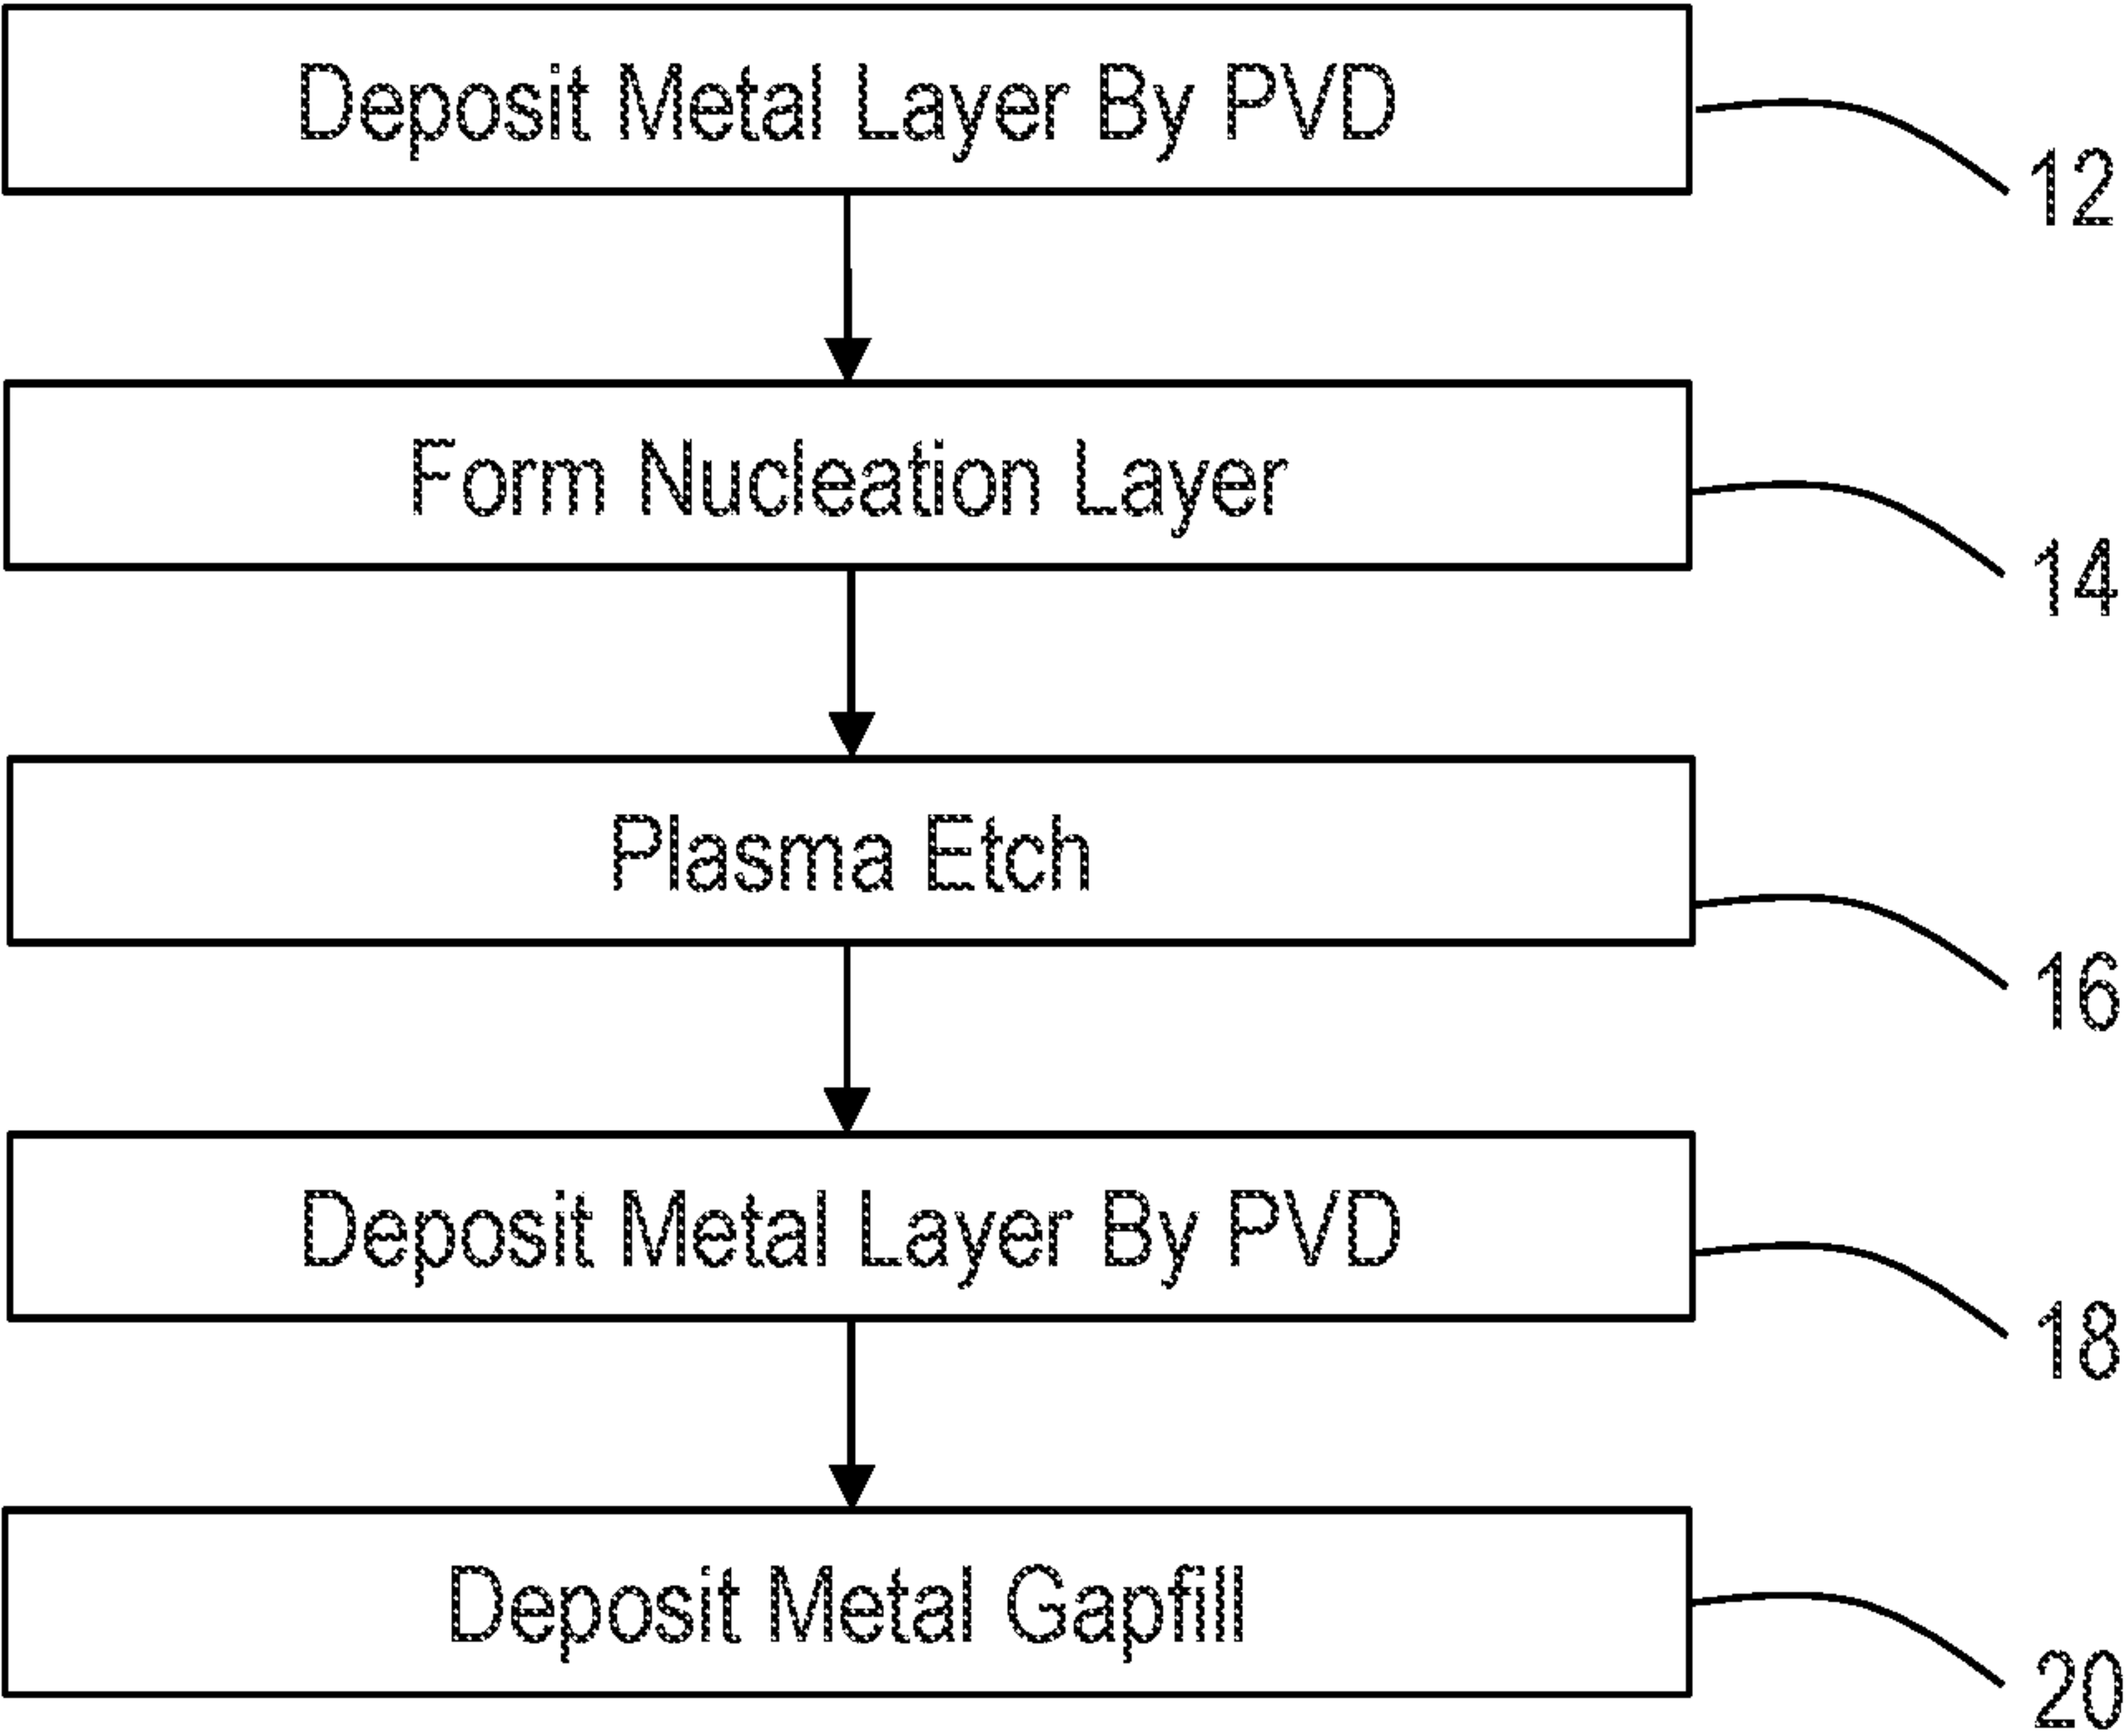 Deposit Metal Layer By PVD
12
Form Nucleation Layer
14
Plasma Etch
16
Deposit Metal Layer By PVD
18
Deposit Metal Gapfill
20